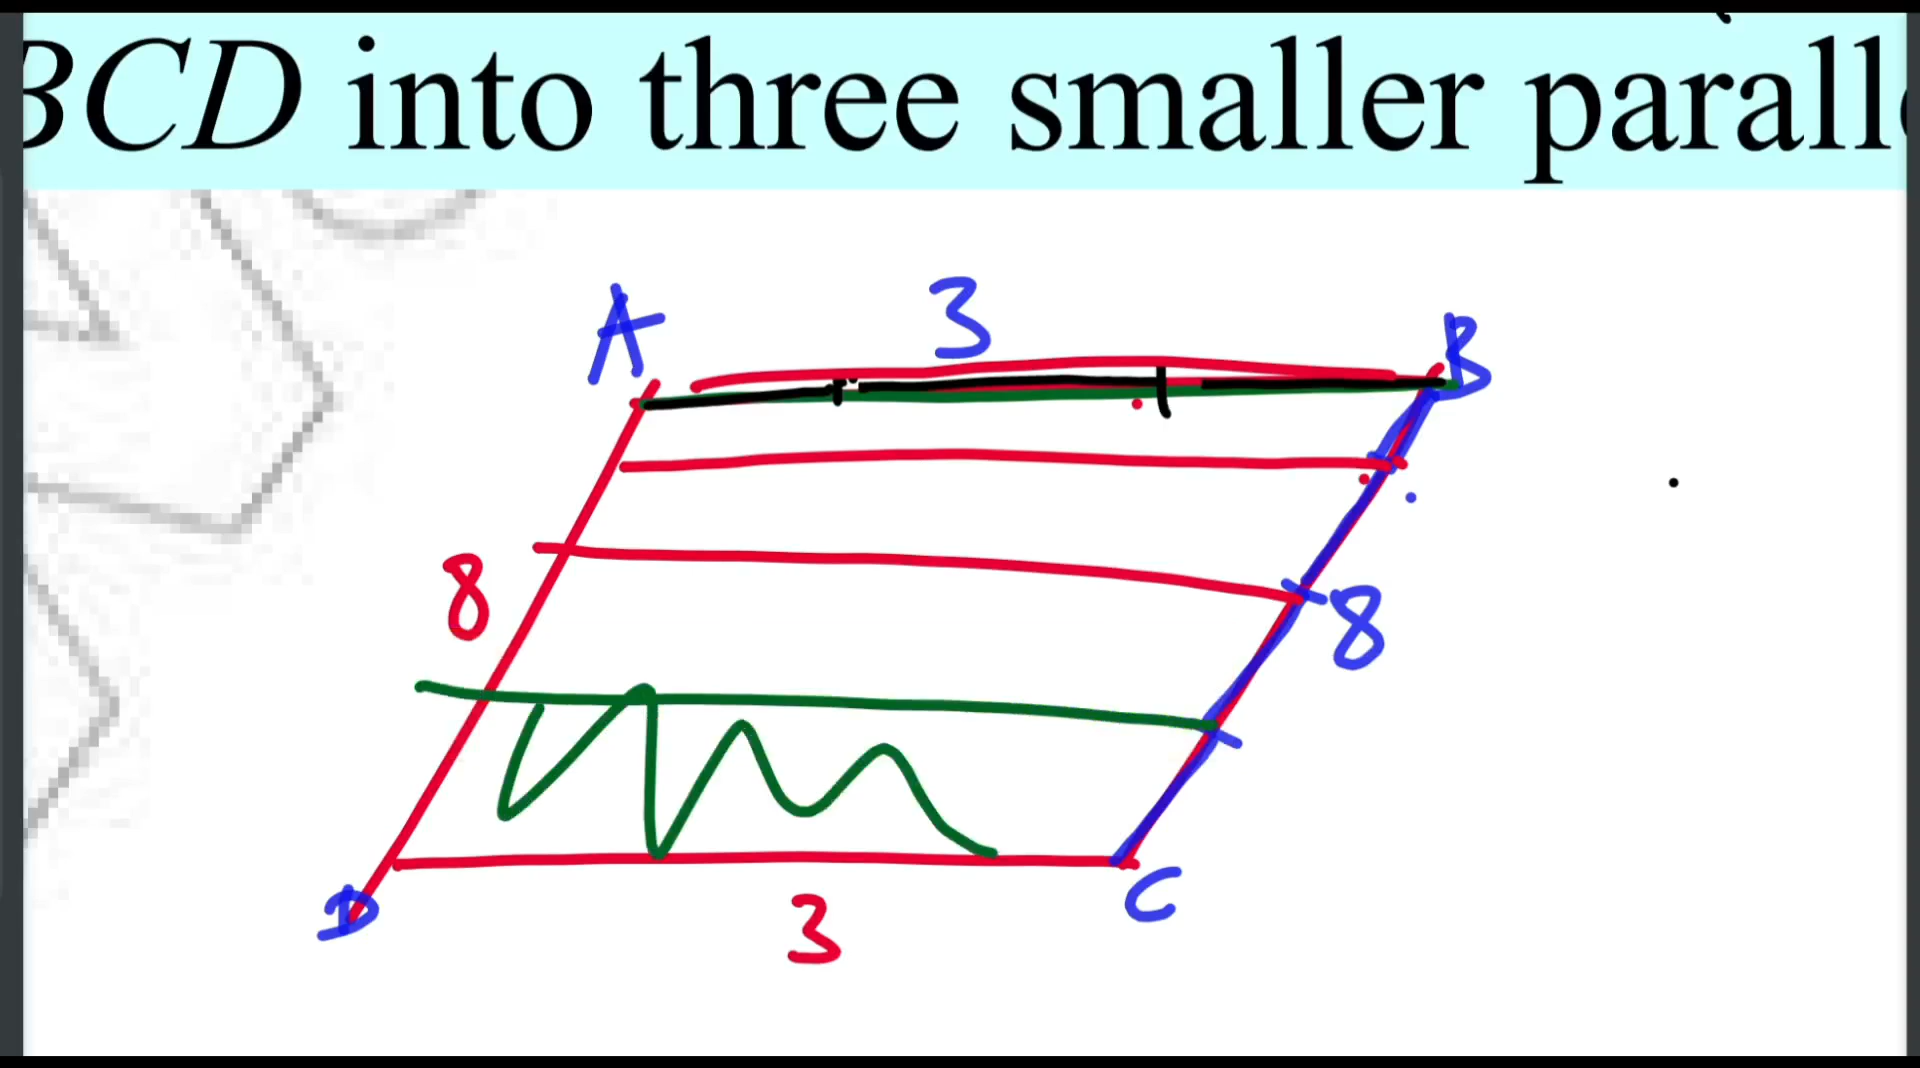 BCD into three smaller parall
3
A B
8 8
D C
3